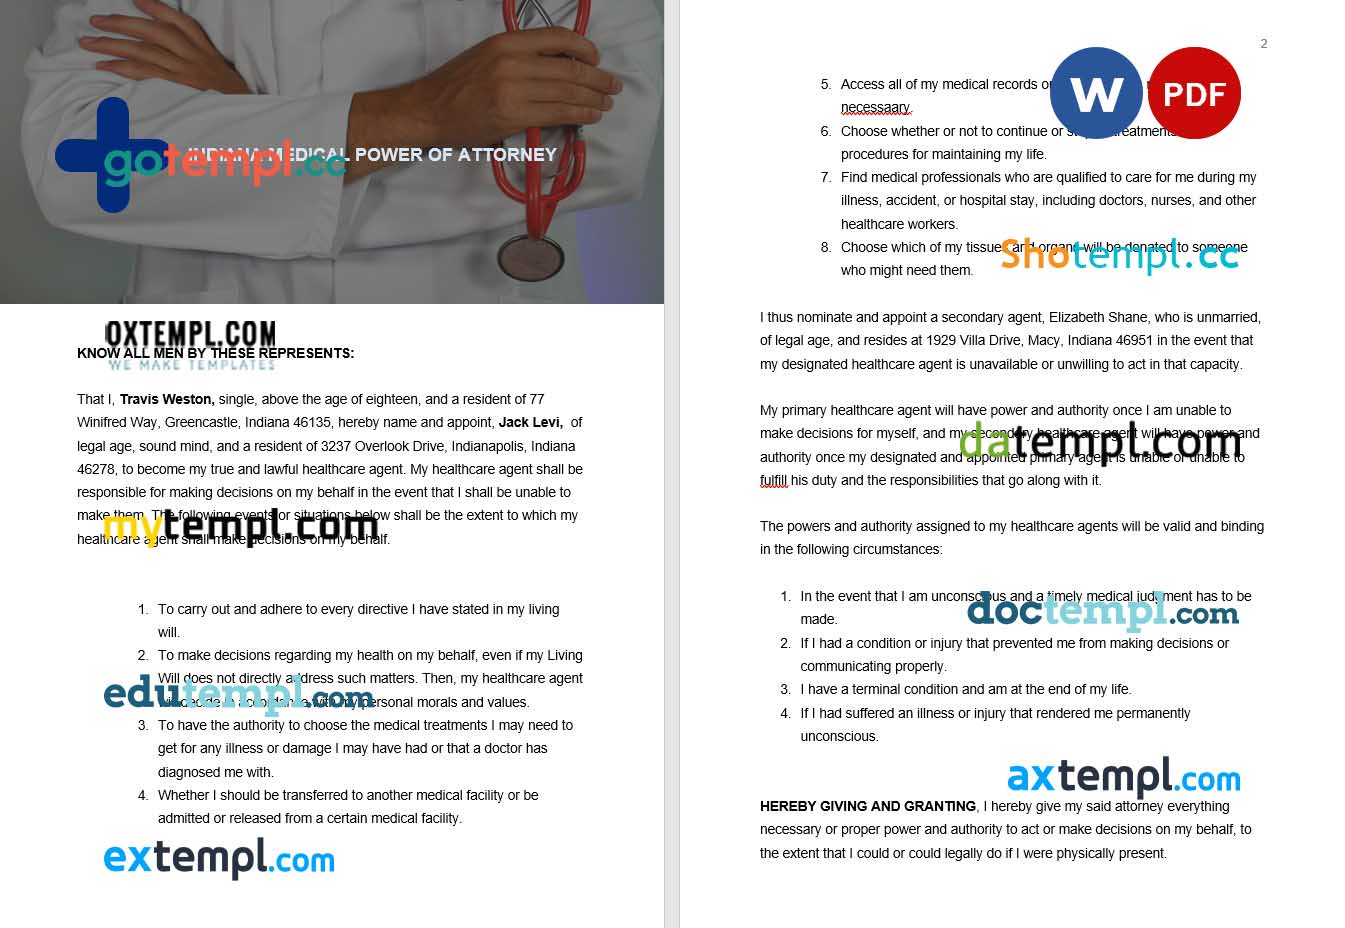 INDIANA MEDICAL POWER OF ATTORNEY
gotempl.cc
OXTEMPL.COM
KNOW ALL MEN BY THESE REPRESENTS:
WE MAKE TEMPLATES
That I, Travis Weston, single, above the age of eighteen, and a resident of 77
Winifred Way, Greencastle, Indiana 46135, hereby name and appoint, Jack Levi, of
legal age, sound mind, and a resident of 3237 Overlook Drive, Indianapolis, Indiana
46278, to become my true and lawful healthcare agent. My healthcare agent shall be
responsible for making decisions on my behalf in the event that I shall be unable to
make them. The following events or situations below shall be the extent to which my
mytempl.com
healthcare agent shall make decisions on my behalf.
1. To carry out and adhere to every directive I have stated in my living
will.
2. To make decisions regarding my health on my behalf, even if my Living
Will does not directly address such matters. Then, my healthcare agent
edutempl.com
with my personal morals and values.
3. To have the authority to choose the medical treatments I may need to
get for any illness or damage I may have had or that a doctor has
diagnosed me with.
4. Whether I should be transferred to another medical facility or be
admitted or released from a certain medical facility.
extempl.com
2
W PDF
5. Access all of my medical records
necessaary.
6. Choose whether or not to continue or treatments
procedures for maintaining my life.
7. Find medical professionals who are qualified to care for me during my
illness, accident, or hospital stay, including doctors, nurses, and other
healthcare workers.
8. Choose which of my tissues and organs will be donated to someone
Shotempl.cc
who might need them.
I thus nominate and appoint a secondary agent, Elizabeth Shane, who is unmarried,
of legal age, and resides at 1929 Villa Drive, Macy, Indiana 46951 in the event that
my designated healthcare agent is unavailable or unwilling to act in that capacity.
My primary healthcare agent will have power and authority once I am unable to
make decisions for myself, and my secondary healthcare agent will have power and
datempl.com
authority once my designated and appointed primary agent is unable or unable to
fulfill his duty and the responsibilities that go along with it.
The powers and authority assigned to my healthcare agents will be valid and binding
in the following circumstances:
1. In the event that I am unconscious and a timely medical judgment has to be
doctempl.com
made.
2. If I had a condition or injury that prevented me from making decisions or
communicating properly.
3. I have a terminal condition and am at the end of my life.
4. If I had suffered an illness or injury that rendered me permanently
unconscious.
axtempl.com
HEREBY GIVING AND GRANTING, I hereby give my said attorney everything
necessary or proper power and authority to act or make decisions on my behalf, to
the extent that I could or could legally do if I were physically present.